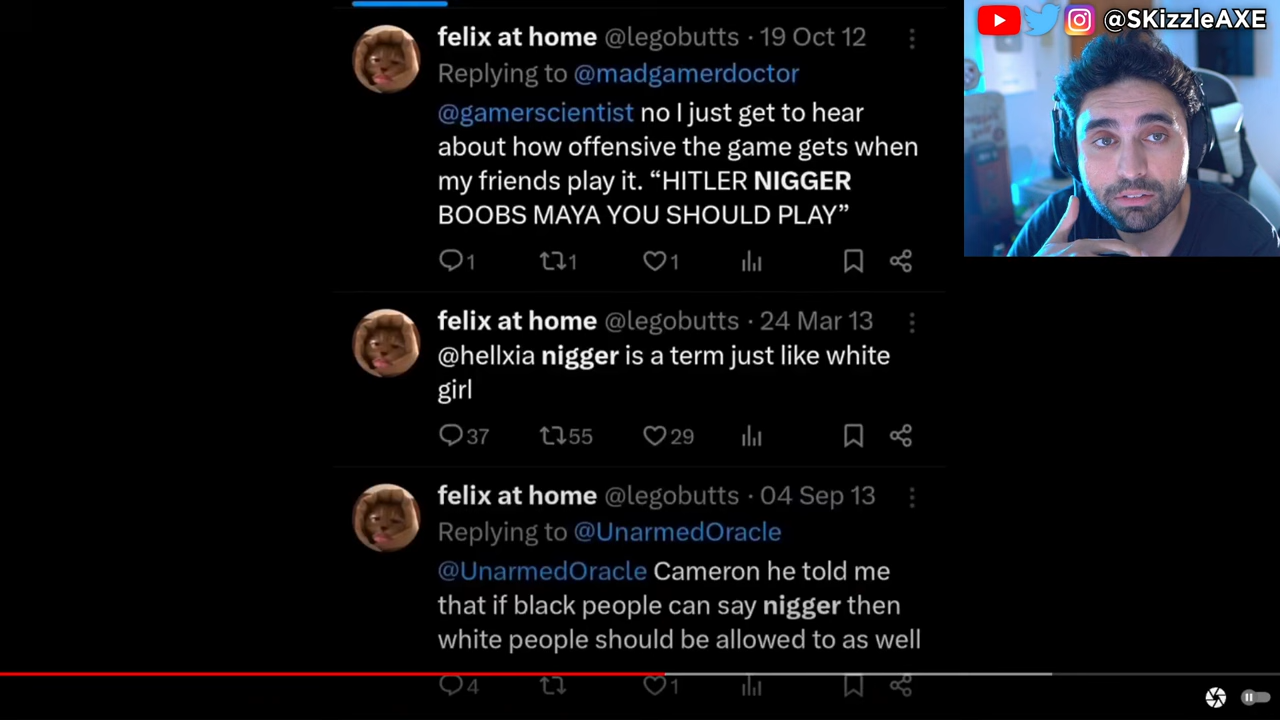 felix at home @legobutts · 19 Oct 12
Replying to @madgamerdoctor
@gamerscientist no I just get to hear
about how offensive the game gets when
my friends play it. “HITLER NIGGER
BOOBS MAYA YOU SHOULD PLAY”
1 1 1
felix at home @legobutts · 24 Mar 13
@hellxia nigger is a term just like white
girl
37 55 29
felix at home @legobutts · 04 Sep 13
Replying to @UnarmedOracle
@UnarmedOracle Cameron he told me
that if black people can say nigger then
white people should be allowed to as well
4 1
@SKizzleAXE